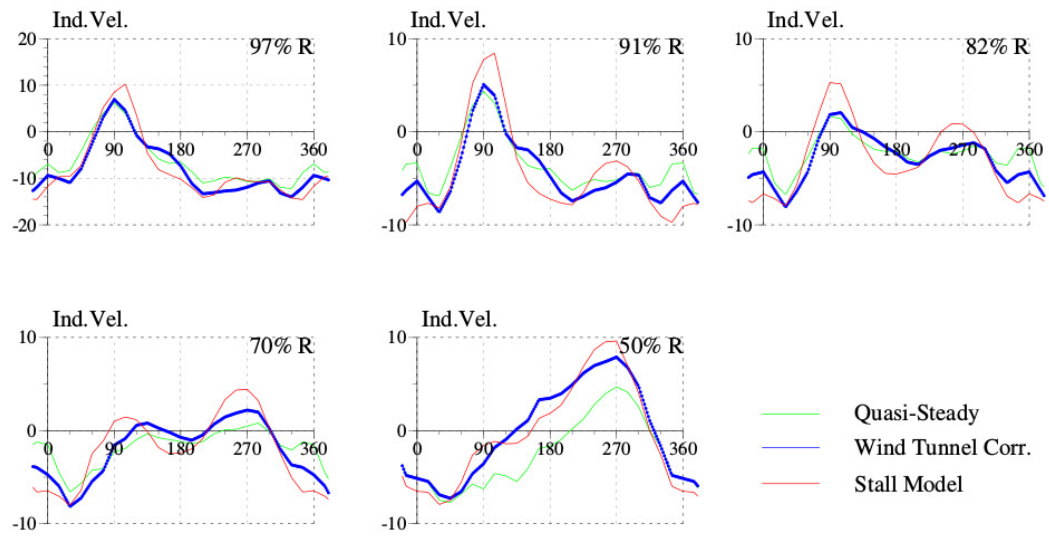 Ind.Vel. Ind.Vel. Ind.Vel.
97% R 91% R 82% R
20 10 10
10
0 0 0
0 90 180 270 360 0 90 180 270 360 0 90 180 270 360
-10
-20 -10 -10
Ind.Vel. Ind.Vel.
70% R 50% R
10 10
0 0
0 90 180 270 360 0 90 180 270 360
-10 -10
Quasi-Steady
Wind Tunnel Corr.
Stall Model